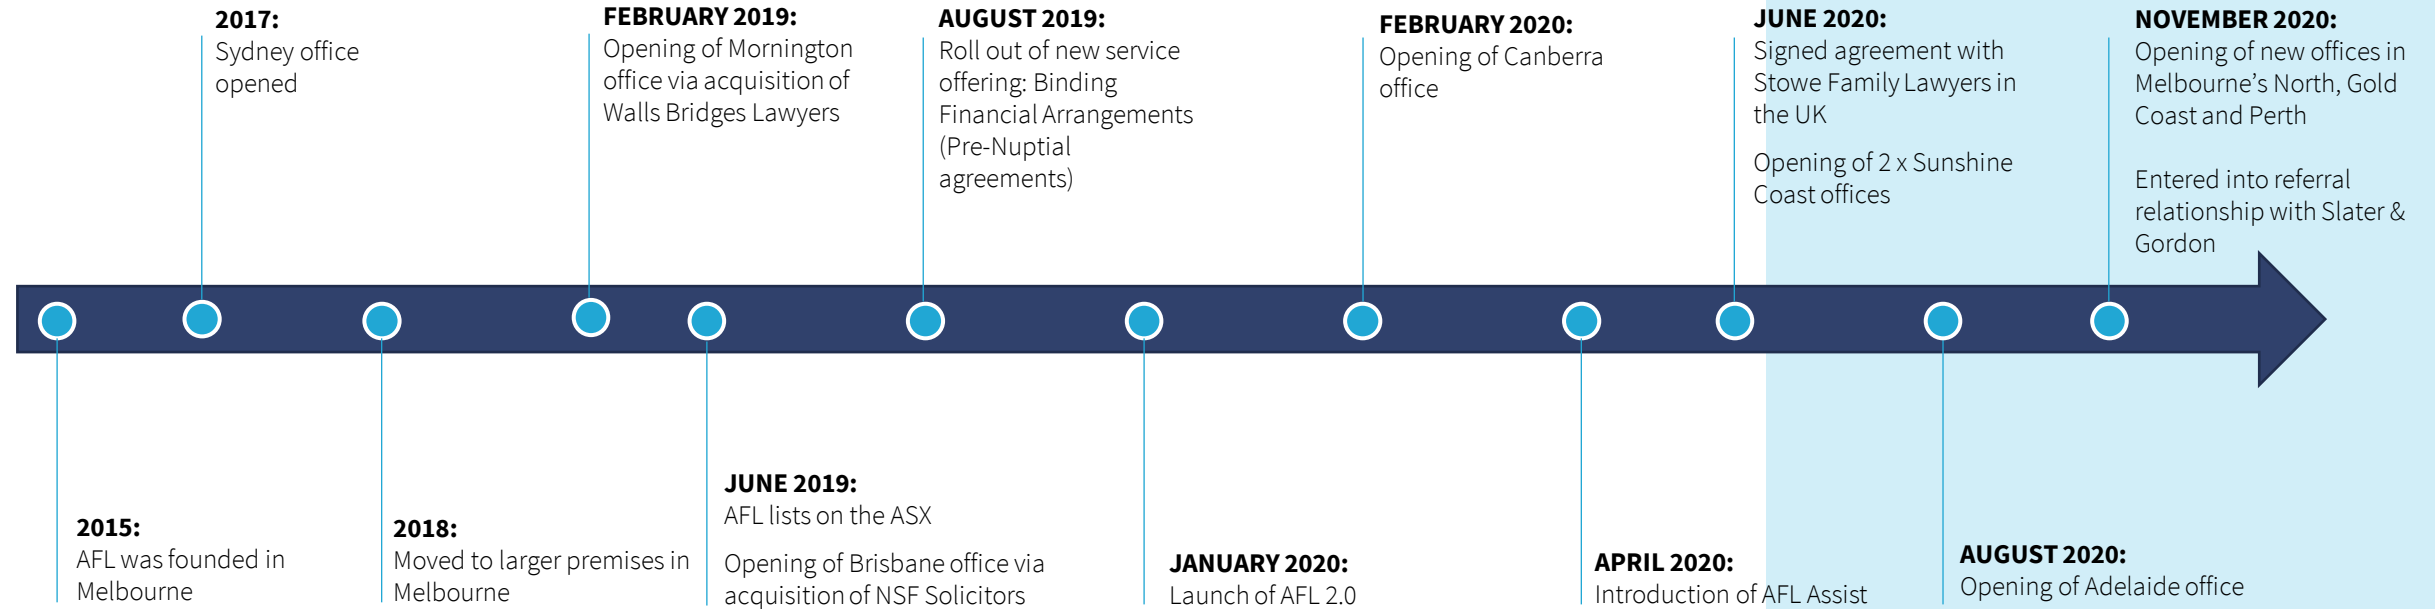 2017:
Sydney office
opened
FEBRUARY 2019:
Opening of Mornington
office via acquisition of
Walls Bridges Lawyers
AUGUST 2019:
Roll out of new service
offering: Binding
Financial Arrangements
(Pre-Nuptial
agreements)
FEBRUARY 2020:
Opening of Canberra
office
JUNE 2020:
Signed agreement with
Stowe Family Lawyers in
the UK
Opening of 2 x Sunshine
Coast offices
NOVEMBER 2020:
Opening of new offices in
Melbourne’s North, Gold
Coast and Perth
Entered into referral
relationship with Slater &
Gordon
2015:
AFL was founded in
Melbourne
2018:
Moved to larger premises in
Melbourne
JUNE 2019:
AFL lists on the ASX
Opening of Brisbane office via
acquisition of NSF Solicitors
JANUARY 2020:
Launch of AFL 2.0
APRIL 2020:
Introduction of AFL Assist
AUGUST 2020:
Opening of Adelaide office